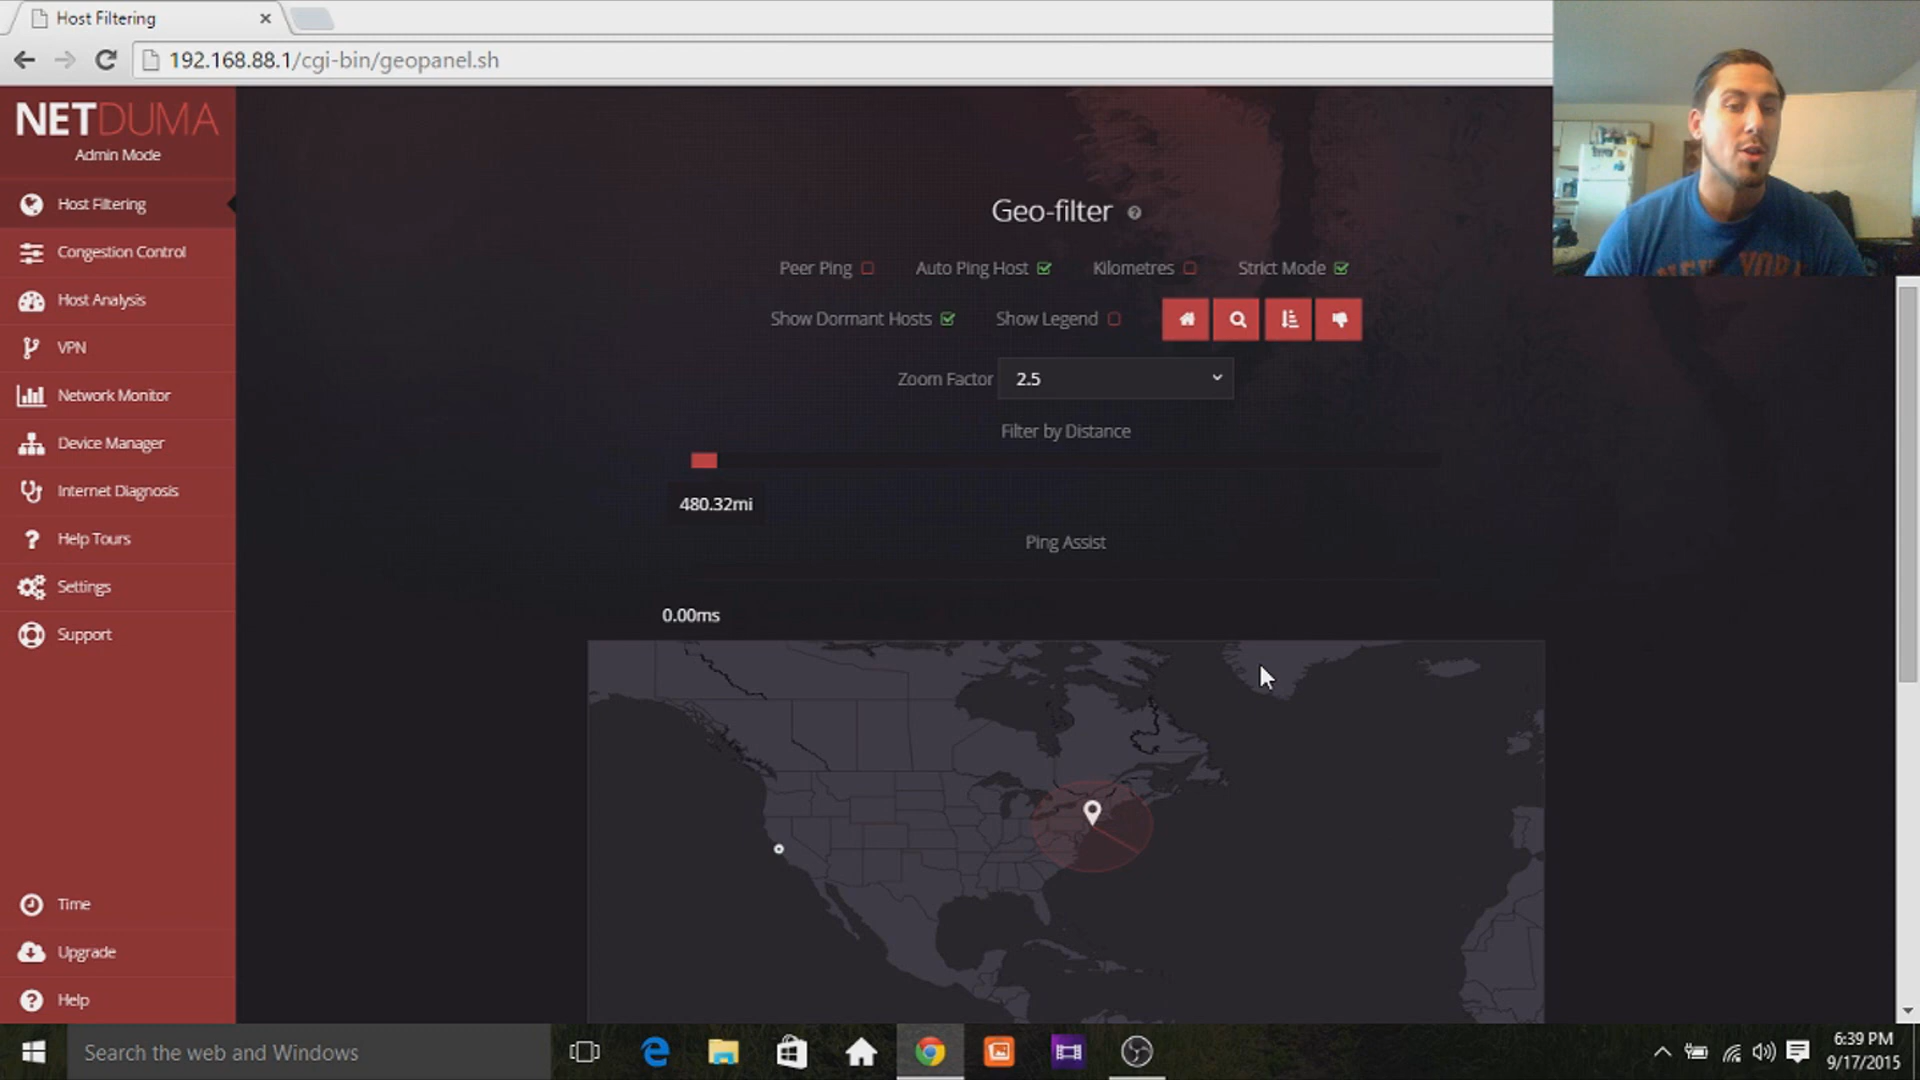 Host Filtering
192.168.88.1/cgi-bin/geopanel.sh
NETDUMA
Admin Mode
Host Filtering
Congestion Control
Host Analysis
VPN
Network Monitor
Device Manager
Internet Diagnosis
Help Tours
Settings
Support
Time
Upgrade
Help
Geo-filter
Peer Ping Auto Ping Host Kilometres Strict Mode
Show Dormant Hosts Show Legend
Zoom Factor 2.5
Filter by Distance
480.32mi
Ping Assist
0.00ms
NEW YORK
Search the web and Windows
6:39 PM
9/17/2015